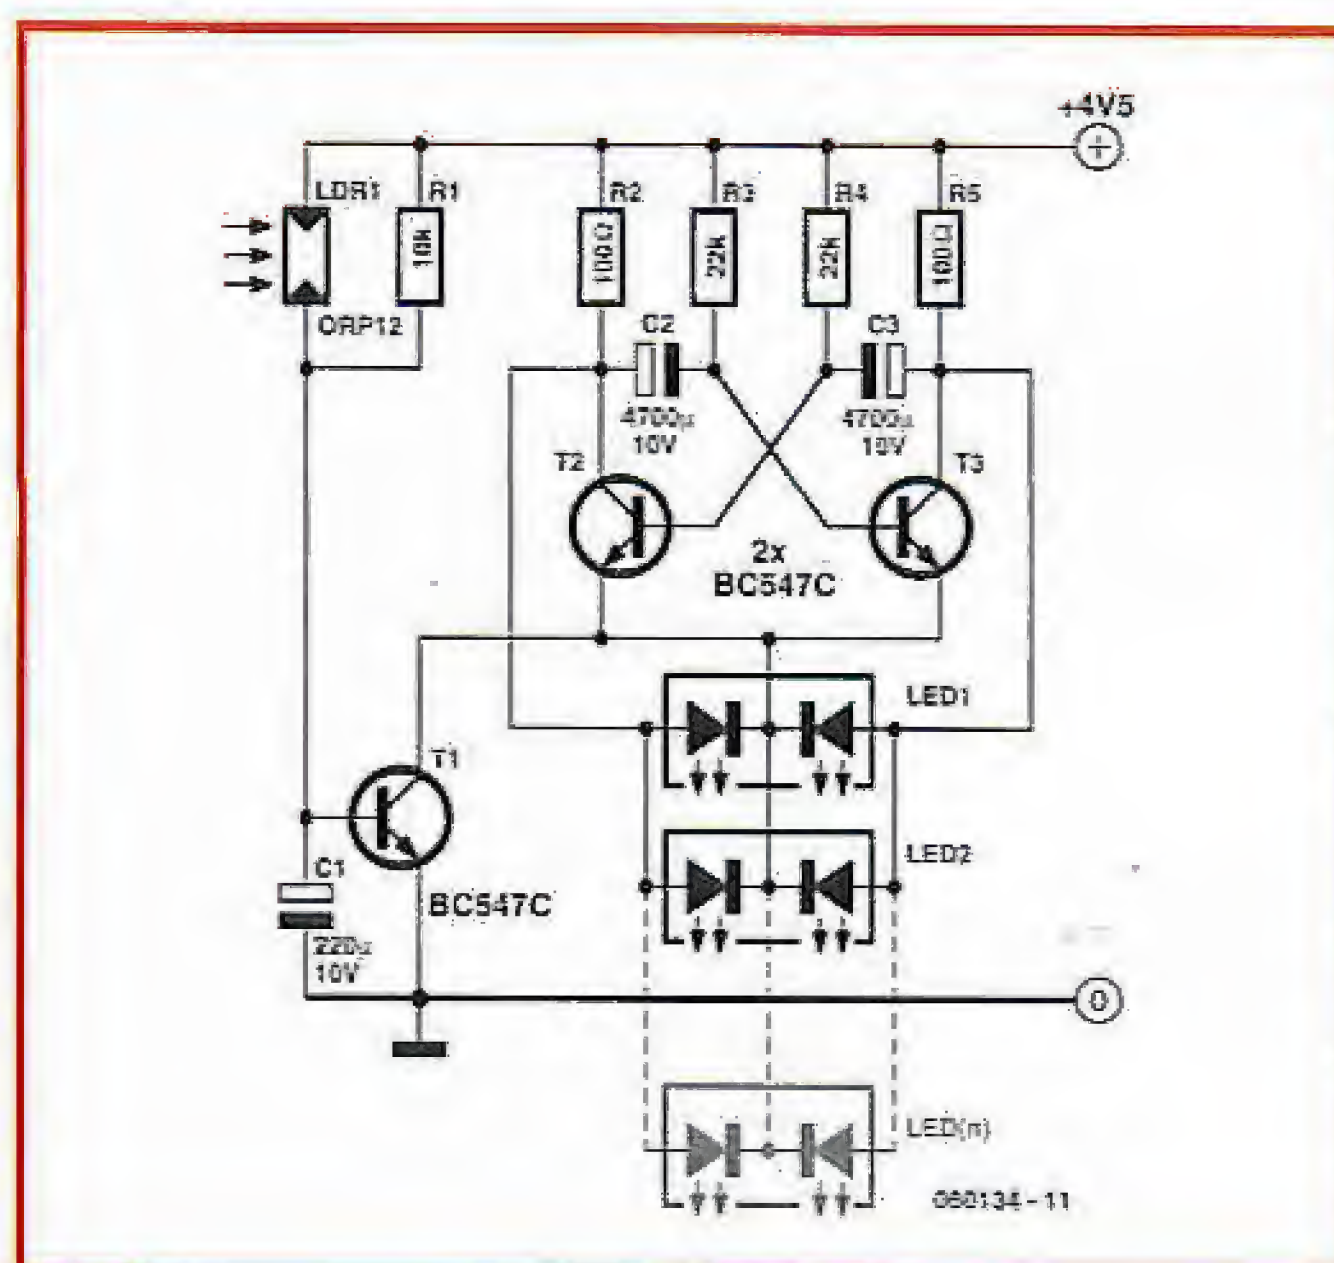 +4V5
+
LDR1
R1
R2
R3
R4
R5
10k
100Ω
22k
22k
100Ω
ORP12
C2
C3
4700µ
10V
4700µ
10V
T2
T3
2x
BC547C
LED1
T1
LED2
C1
BC547C
220µ
10V
0
LED(n)
060134 - 11